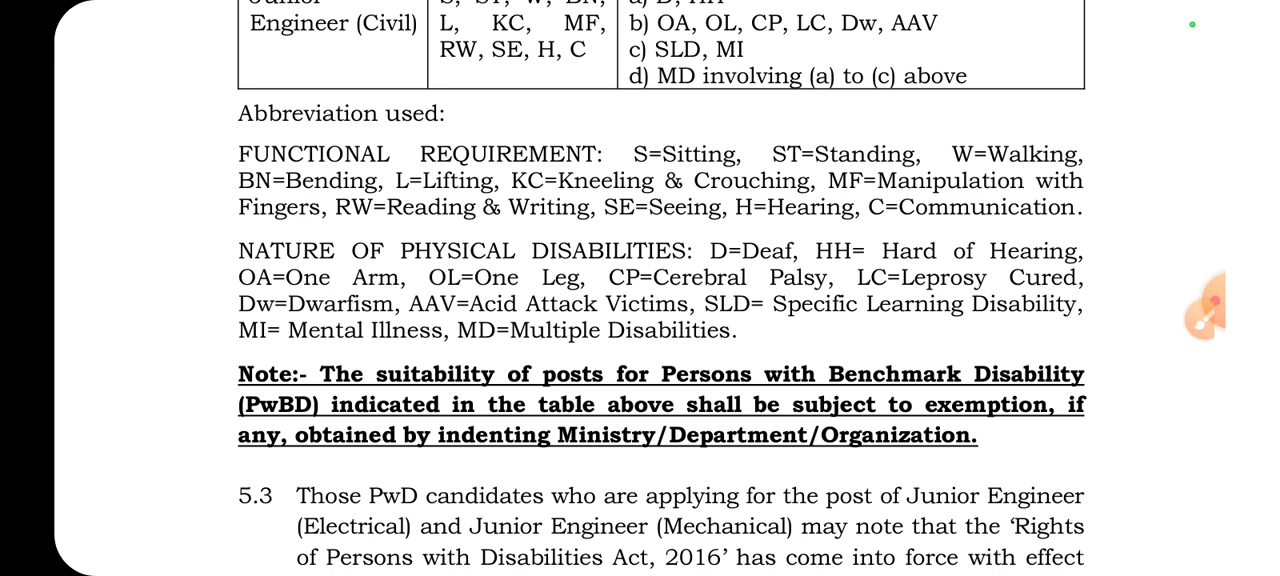 Junior
Engineer (Civil)
S, ST, W, BN,
L, KC, MF,
RW, SE, H, C
a) D, HH
b) OA, OL, CP, LC, Dw, AAV
c) SLD, MI
d) MD involving (a) to (c) above
Abbreviation used:
FUNCTIONAL REQUIREMENT: S=Sitting, ST=Standing, W=Walking,
BN=Bending, L=Lifting, KC=Kneeling & Crouching, MF=Manipulation with
Fingers, RW=Reading & Writing, SE=Seeing, H=Hearing, C=Communication.
NATURE OF PHYSICAL DISABILITIES: D=Deaf, HH= Hard of Hearing,
OA=One Arm, OL=One Leg, CP=Cerebral Palsy, LC=Leprosy Cured,
Dw=Dwarfism, AAV=Acid Attack Victims, SLD= Specific Learning Disability,
MI= Mental Illness, MD=Multiple Disabilities.
Note:- The suitability of posts for Persons with Benchmark Disability
(PwBD) indicated in the table above shall be subject to exemption, if
any, obtained by indenting Ministry/Department/Organization.
5.3 Those PwD candidates who are applying for the post of Junior Engineer
(Electrical) and Junior Engineer (Mechanical) may note that the ‘Rights
of Persons with Disabilities Act, 2016’ has come into force with effect